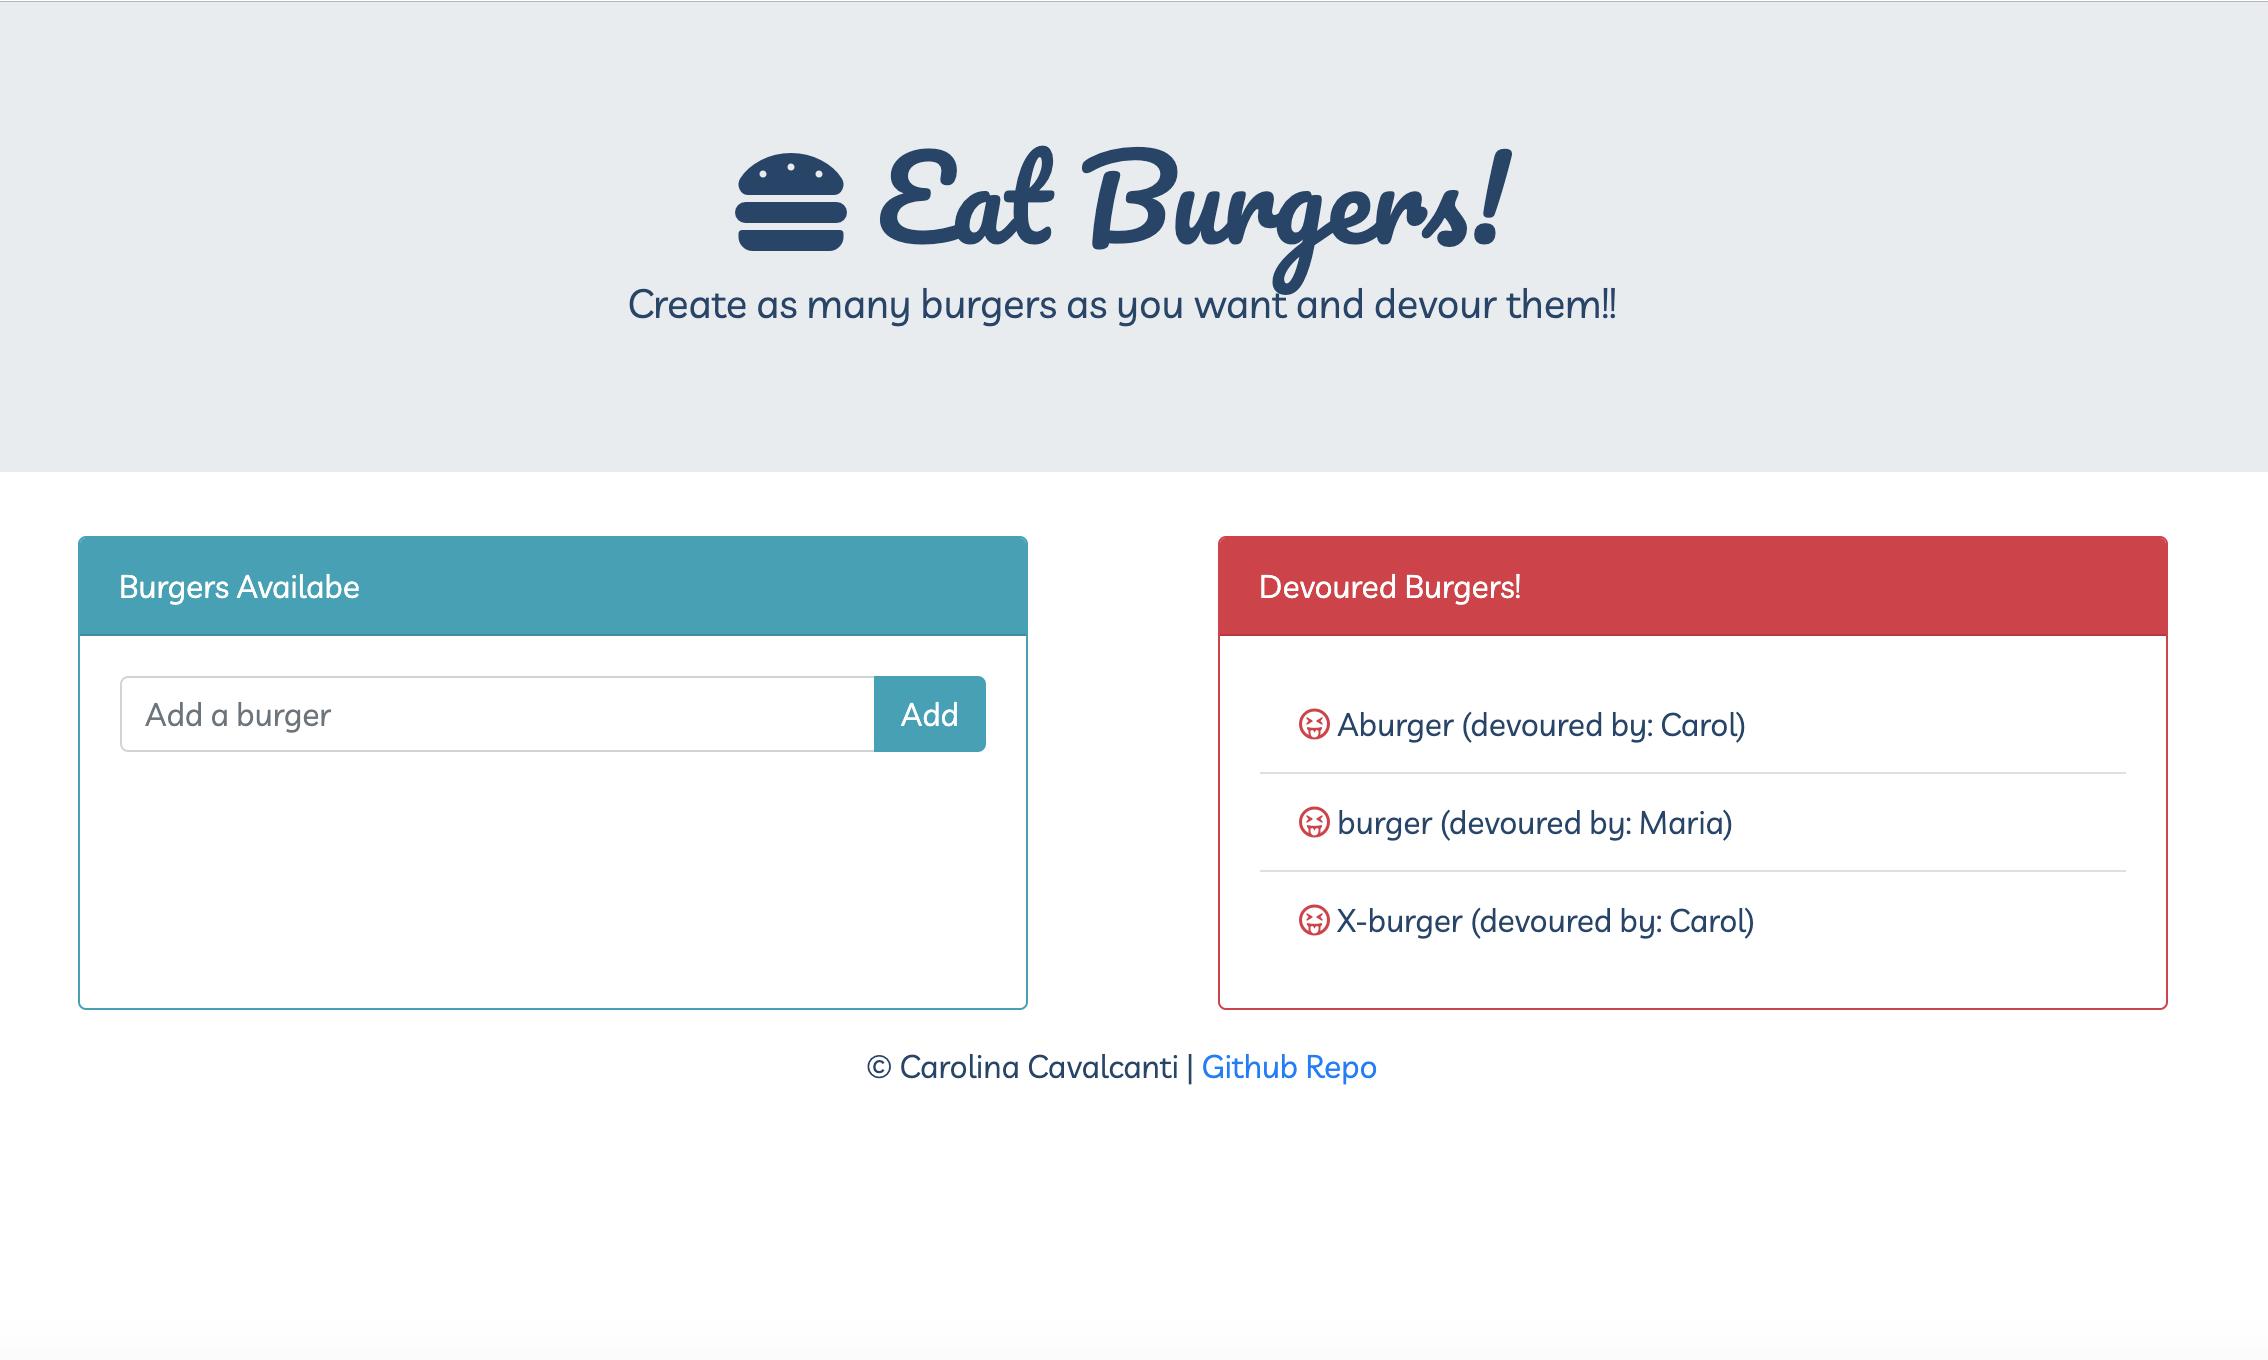 Eat Burgers!
Create as many burgers as you want and devour them!!
Burgers Availabe
Add a burger
Add
Devoured Burgers!
Aburger (devoured by: Carol)
burger (devoured by: Maria)
X-burger (devoured by: Carol)
© Carolina Cavalcanti | Github Repo